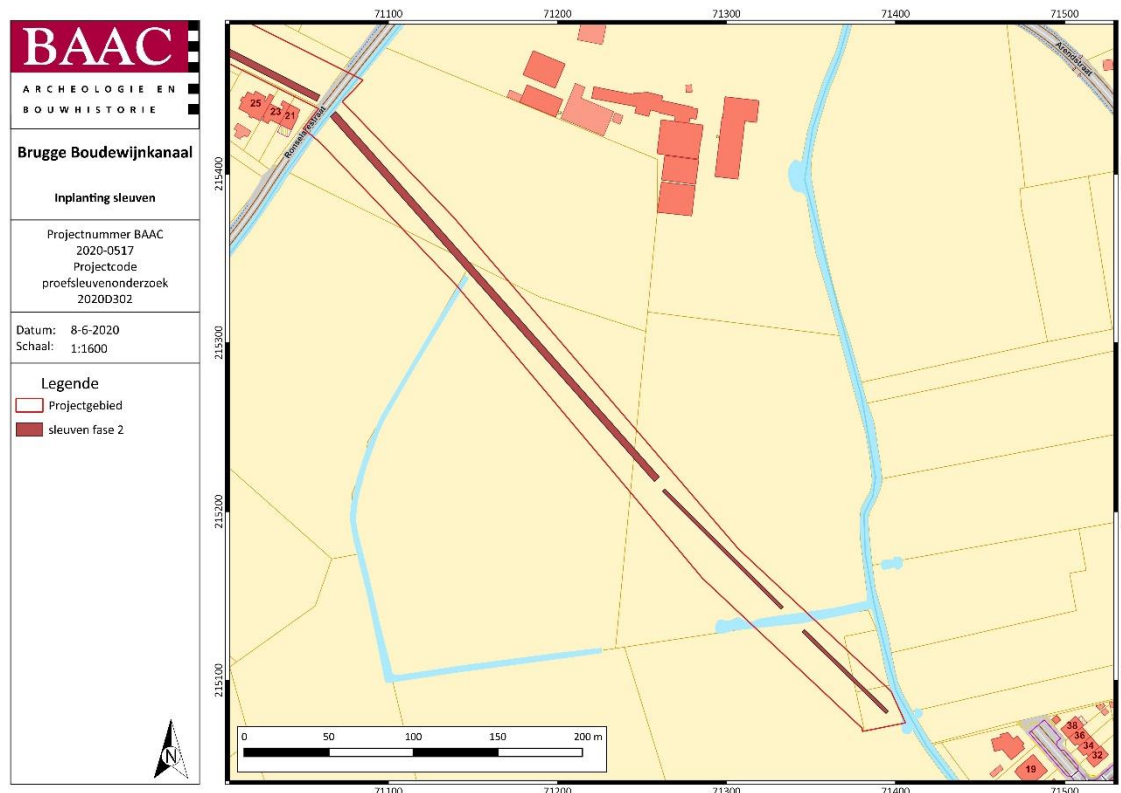 BAAC
ARCHEOLOGIE EN
BOUWHISTORIE
Brugge Boudewijnkanaal
Inplanting sleuven
Projectnummer BAAC
2020-0517
Projectcode
proefsleuvenonderzoek
2020D302
Datum: 8-6-2020
Schaal: 1:1600
Legende
Projectgebied
sleuven fase 2
N
71100 71200 71300 71400 71500
215400
215300
215200
215100
25
23
21
Ronselarestraat
Arendstraat
38
36
34
32
19
0 50 100 150 200 m
71100 71200 71300 71400 71500